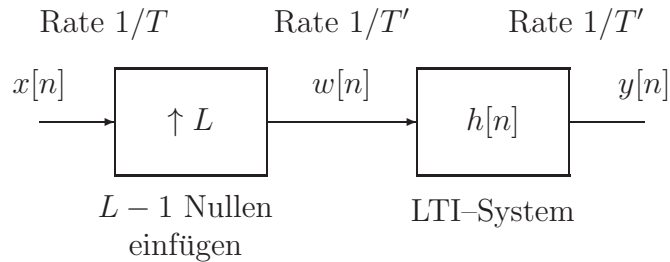 Rate 1/T Rate 1/T′ Rate 1/T′
x[n] w[n] y[n]
↑ L h[n]
L − 1 Nullen LTI–System
einfügen